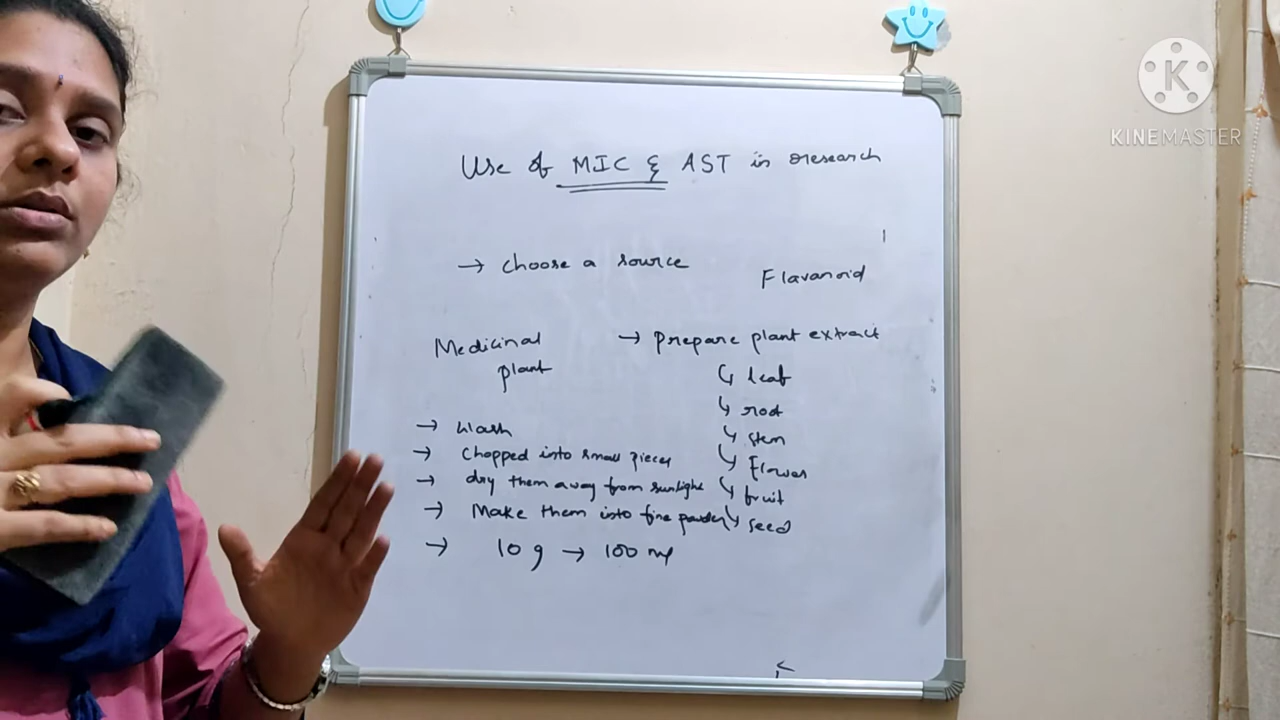 Use of MIC & AST in research
→ choose a source
Flavanoid
Medicinal
plant
→ Prepare plant extract
↳ leaf
↳ root
↳ stem
↳ Flower
↳ fruit
↳ seed
→ Wash
→ Chopped into small pieces
→ dry them away from sunlight
→ Make them into fine powder
→ 10 g → 100 ml
K
KINEMASTER